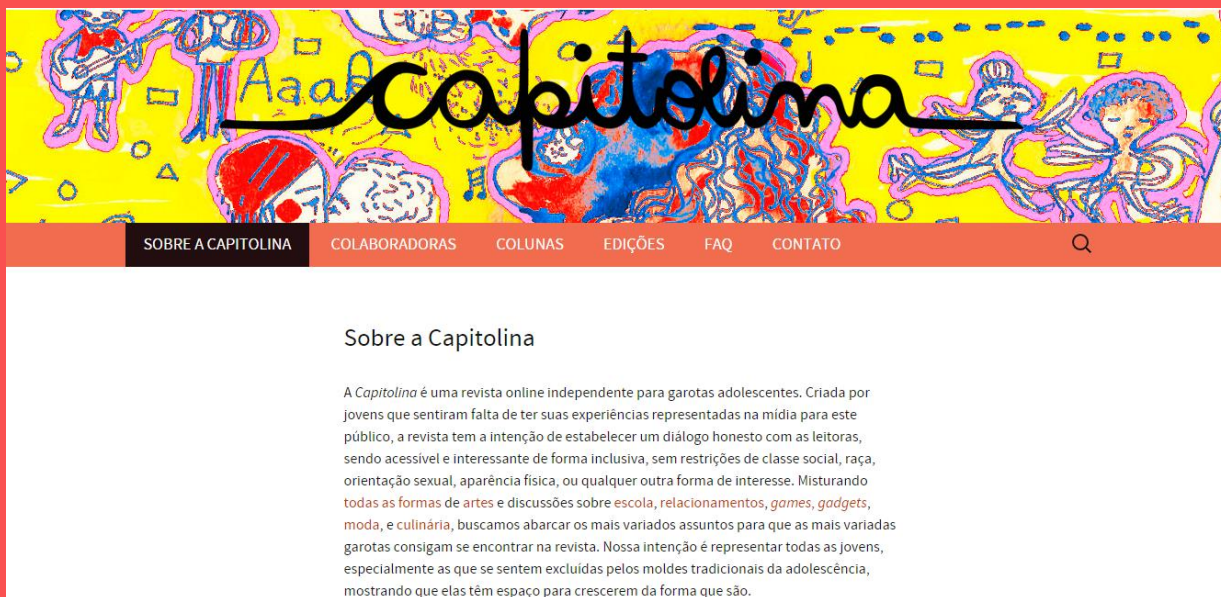 AaaA
capitolina
SOBRE A CAPITOLINA COLABORADORAS COLUNAS EDIÇÕES FAQ CONTATO
Sobre a Capitolina
A Capitolina é uma revista online independente para garotas adolescentes. Criada por
jovens que sentiram falta de ter suas experiências representadas na mídia para este
público, a revista tem a intenção de estabelecer um diálogo honesto com as leitoras,
sendo acessível e interessante de forma inclusiva, sem restrições de classe social, raça,
orientação sexual, aparência física, ou qualquer outra forma de interesse. Misturando
todas as formas de artes e discussões sobre escola, relacionamentos, games, gadgets,
moda, e culinária, buscamos abarcar os mais variados assuntos para que as mais variadas
garotas consigam se encontrar na revista. Nossa intenção é representar todas as jovens,
especialmente as que se sentem excluídas pelos moldes tradicionais da adolescência,
mostrando que elas têm espaço para crescerem da forma que são.